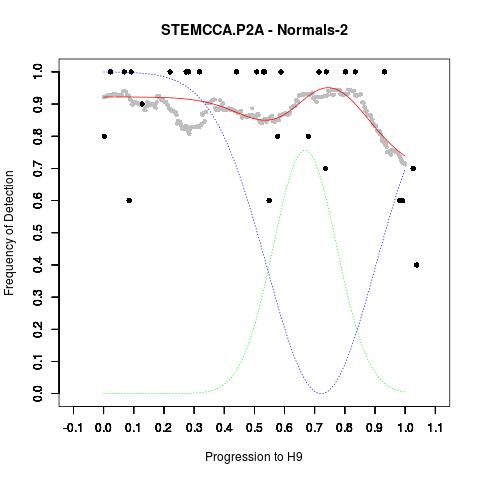 STEMCCA.P2A - Normals-2
Frequency of Detection
1.0
0.9
0.8
0.7
0.6
0.5
0.4
0.3
0.2
0.1
0.0
-0.1 0.0 0.1 0.2 0.3 0.4 0.5 0.6 0.7 0.8 0.9 1.0 1.1
Progression to H9